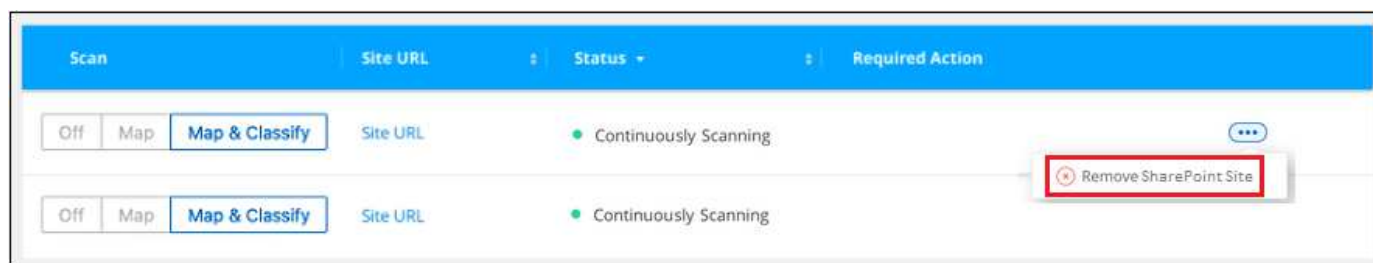 Scan Site URL Status Required Action
Off Map Map & Classify Site URL Continuously Scanning
Remove SharePoint Site
Off Map Map & Classify Site URL Continuously Scanning